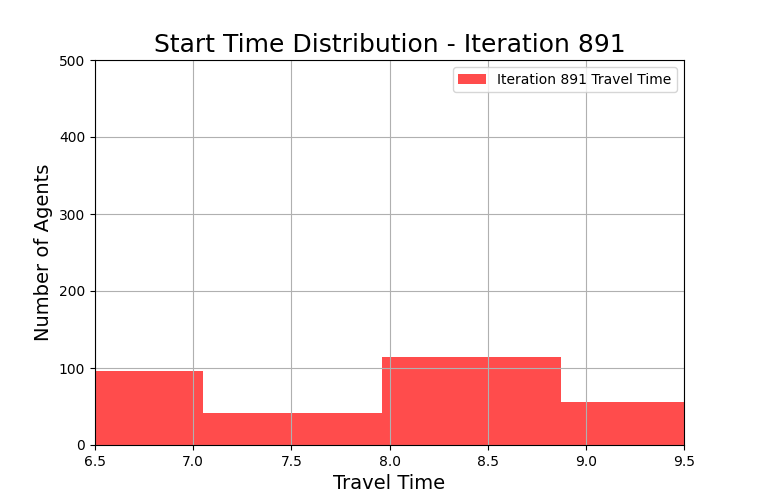 Start Time Distribution - Iteration 891
Iteration 891 Travel Time
Number of Agents
500
400
300
200
100
0
6.5 7.0 7.5 8.0 8.5 9.0 9.5
Travel Time